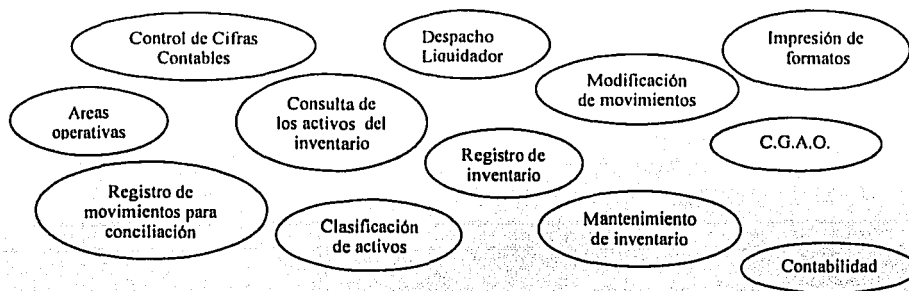 Control de Cifras
Contables
Despacho
Liquidador
Impresión de
formatos
Modificación
de movimientos
Areas
operativas
Consulta de
los activos del
inventario
C.G.A.O.
Registro de
inventario
Registro de
movimientos para
conciliación
Clasificación
de activos
Mantenimiento
de inventario
Contabilidad